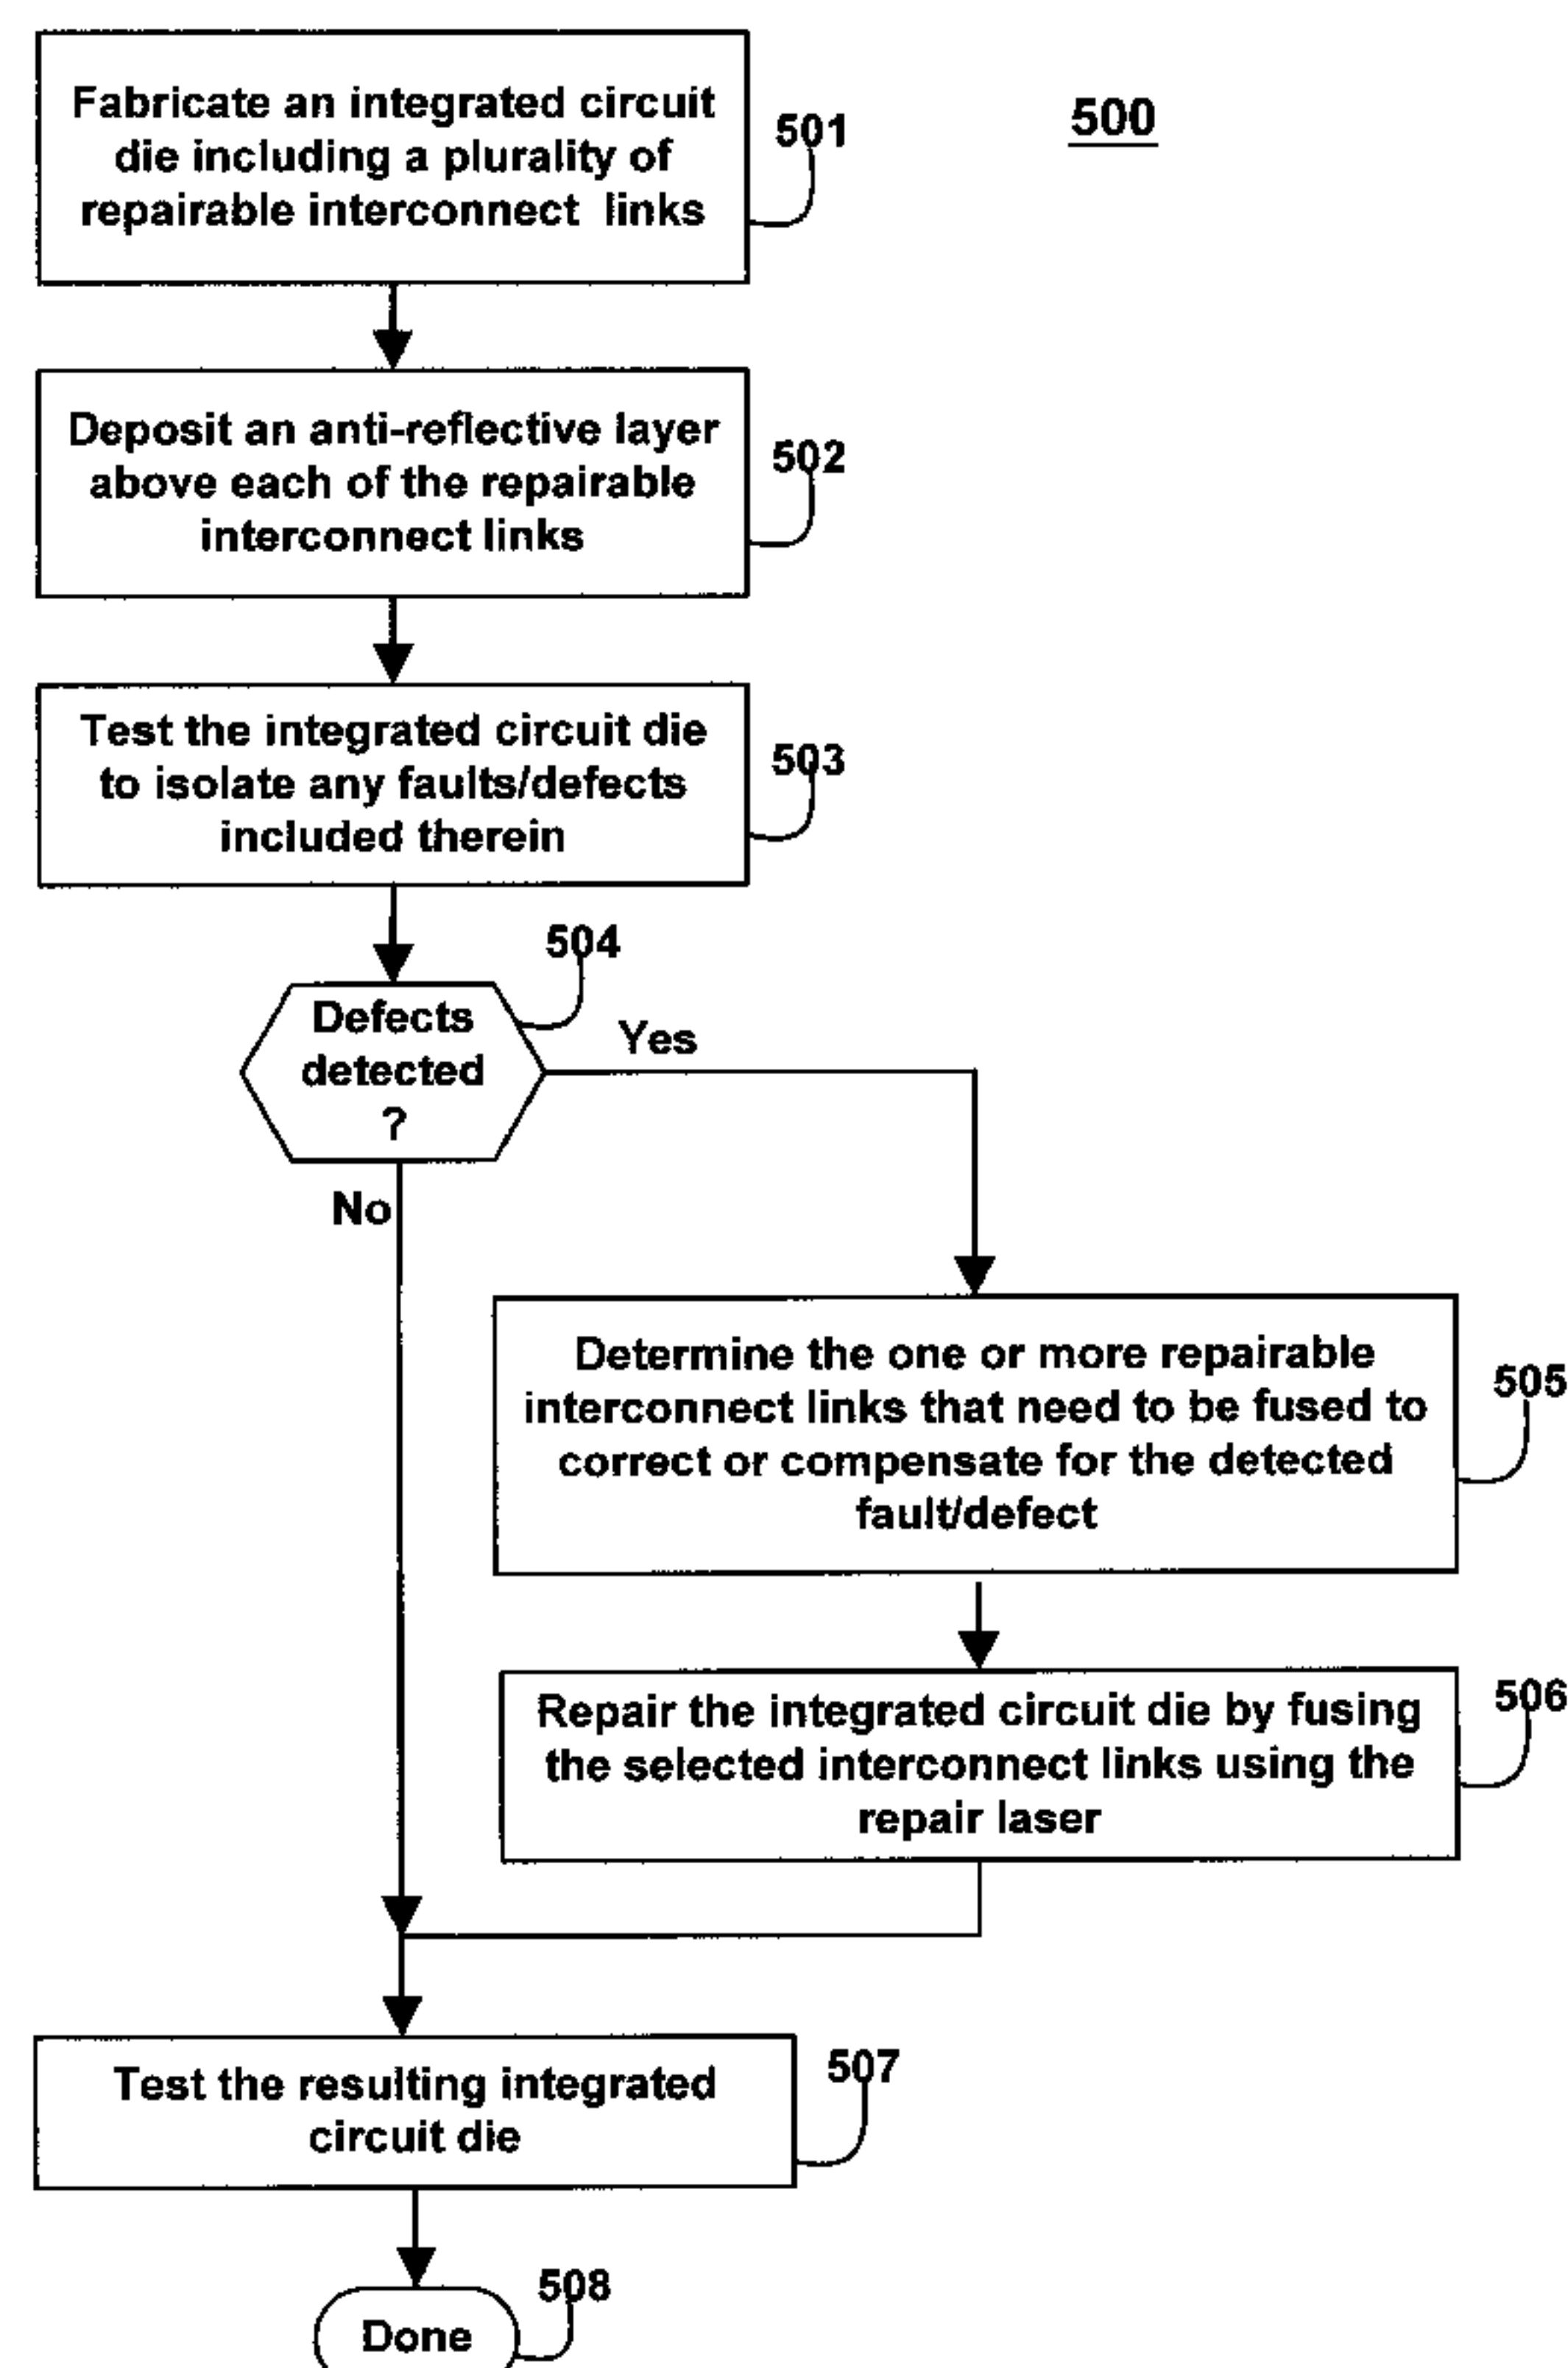 Fabricate an integrated circuit
die including a plurality of
repairable interconnect links
501
500
Deposit an anti-reflective layer
above each of the repairable
interconnect links
502
Test the integrated circuit die
to isolate any faults/defects
included therein
503
504
Defects
detected
?
Yes
No
Determine the one or more repairable
interconnect links that need to be fused to
correct or compensate for the detected
fault/defect
505
Repair the integrated circuit die by fusing
the selected interconnect links using the
repair laser
506
Test the resulting integrated
circuit die
507
508
Done